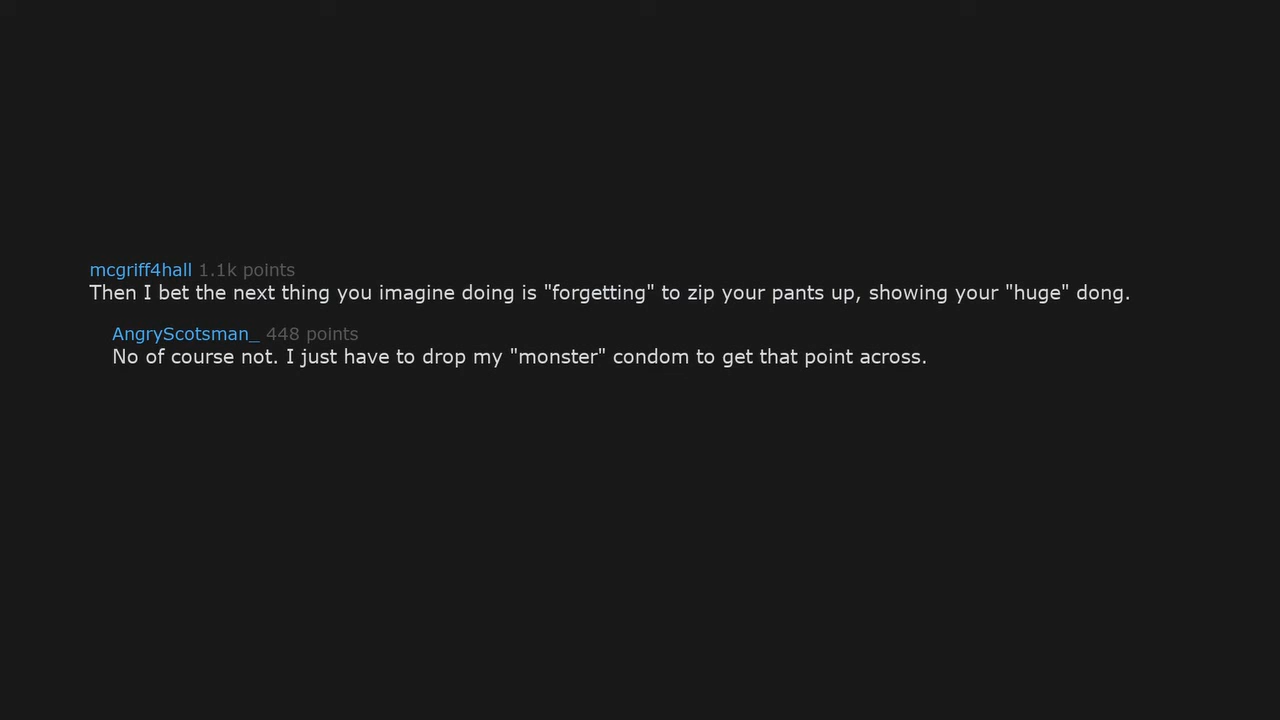 mcgriff4hall 1.1k points
Then I bet the next thing you imagine doing is "forgetting" to zip your pants up, showing your "huge" dong.
AngryScotsman_ 448 points
No of course not. I just have to drop my "monster" condom to get that point across.